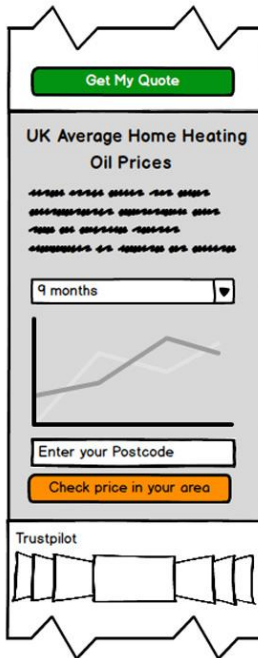 Get My Quote
UK Average Home Heating
Oil Prices
9 months
Enter your Postcode
Check price in your area
Trustpilot